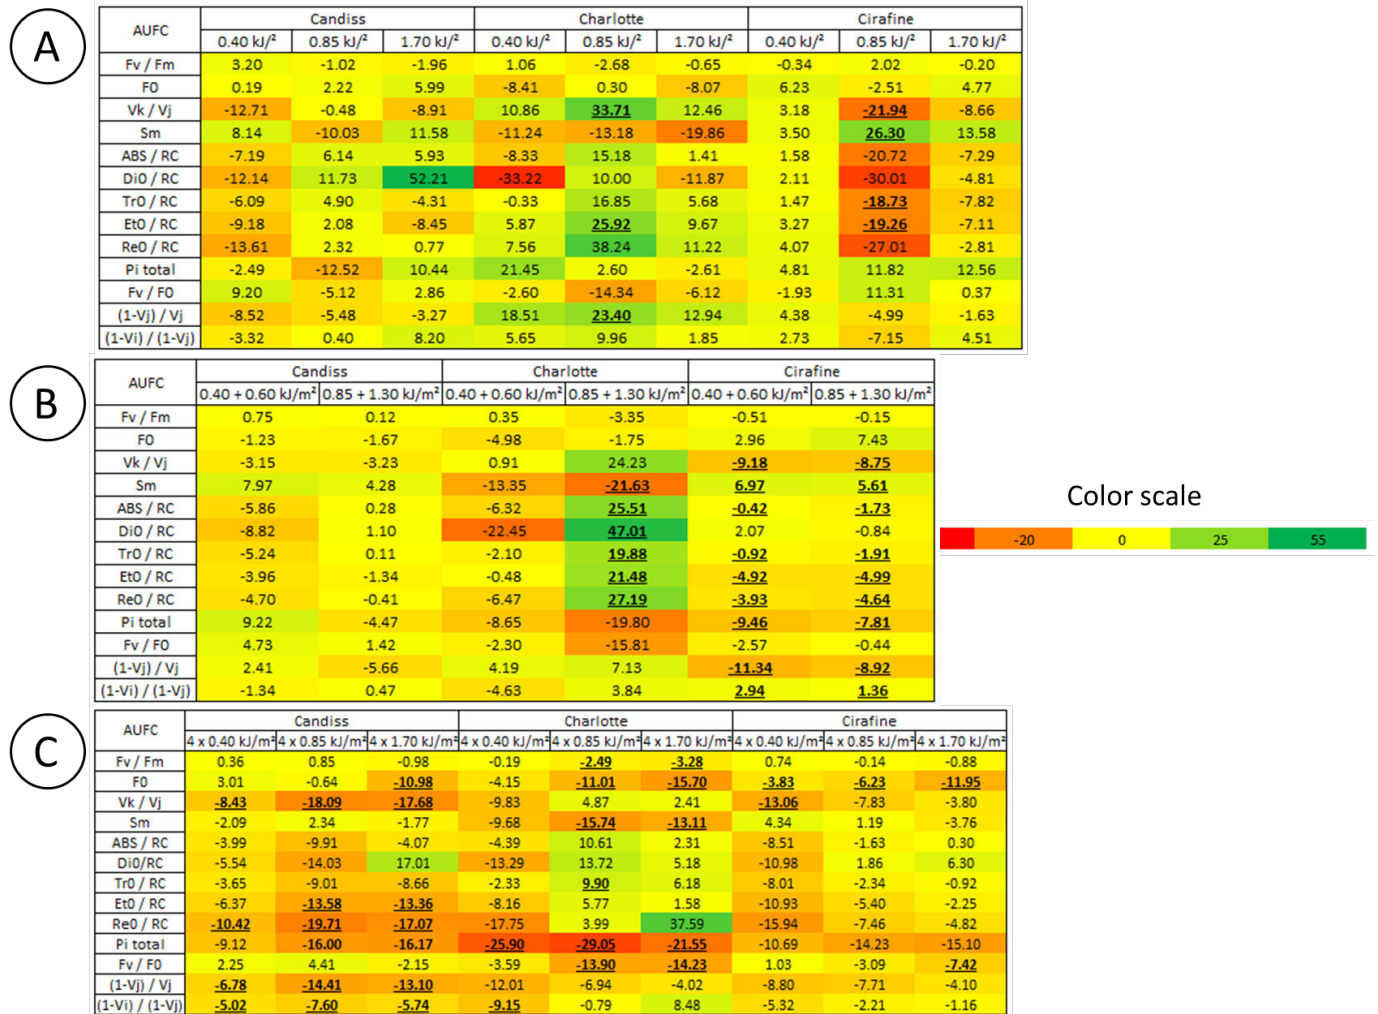 A
AUFC Candiss Charlotte Cirafine
0.40 kJ/² 0.85 kJ/² 1.70 kJ/² 0.40 kJ/² 0.85 kJ/² 1.70 kJ/² 0.40 kJ/² 0.85 kJ/² 1.70 kJ/²
Fv / Fm 3.20 -1.02 -1.96 1.06 -2.68 -0.65 -0.34 2.02 -0.20
F0 0.19 2.22 5.99 -8.41 0.30 -8.07 6.23 -2.51 4.77
Vk / Vj -12.71 -0.48 -8.91 10.86 33.71 12.46 3.18 -21.94 -8.66
Sm 8.14 -10.03 11.58 -11.24 -13.18 -19.86 3.50 26.30 13.58
ABS / RC -7.19 6.14 5.93 -8.33 15.18 1.41 1.58 -20.72 -7.29
Di0 / RC -12.14 11.73 52.21 -33.22 10.00 -11.87 2.11 -30.01 -4.81
Tr0 / RC -6.09 4.90 -4.31 -0.33 16.85 5.68 1.47 -18.73 -7.82
Et0 / RC -9.18 2.08 -8.45 5.87 25.92 9.67 3.27 -19.26 -7.11
Re0 / RC -13.61 2.32 0.77 7.56 38.24 11.22 4.07 -27.01 -2.81
Pi total -2.49 -12.52 10.44 21.45 2.60 -2.61 4.81 11.82 12.56
Fv / F0 9.20 -5.12 2.86 -2.60 -14.34 -6.12 -1.93 11.31 0.37
(1-Vj) / Vj -8.52 -5.48 -3.27 18.51 23.40 12.94 4.38 -4.99 -1.63
(1-Vi) / (1-Vj) -3.32 0.40 8.20 5.65 9.96 1.85 2.73 -7.15 4.51
B
AUFC Candiss Charlotte Cirafine
0.40 + 0.60 kJ/m² 0.85 + 1.30 kJ/m² 0.40 + 0.60 kJ/m² 0.85 + 1.30 kJ/m² 0.40 + 0.60 kJ/m² 0.85 + 1.30 kJ/m²
Fv / Fm 0.75 0.12 0.35 -3.35 -0.51 -0.15
F0 -1.23 -1.67 -4.98 -1.75 2.96 7.43
Vk / Vj -3.15 -3.23 0.91 24.23 -9.18 -8.75
Sm 7.97 4.28 -13.35 -21.63 6.97 5.61
ABS / RC -5.86 0.28 -6.32 25.51 -0.42 -1.73
Di0 / RC -8.82 1.10 -22.45 47.01 2.07 -0.84
Tr0 / RC -5.24 0.11 -2.10 19.88 -0.92 -1.91
Et0 / RC -3.96 -1.34 -0.48 21.48 -4.92 -4.99
Re0 / RC -4.70 -0.41 -6.47 27.19 -3.93 -4.64
Pi total 9.22 -4.47 -8.65 -19.80 -9.46 -7.81
Fv / F0 4.73 1.42 -2.30 -15.81 -2.57 -0.44
(1-Vj) / Vj 2.41 -5.66 4.19 7.13 -11.34 -8.92
(1-Vi) / (1-Vj) -1.34 0.47 -4.63 3.84 2.94 1.36
Color scale
-20 0 25 55
C
AUFC Candiss Charlotte Cirafine
4 x 0.40 kJ/m² 4 x 0.85 kJ/m² 4 x 1.70 kJ/m² 4 x 0.40 kJ/m² 4 x 0.85 kJ/m² 4 x 1.70 kJ/m² 4 x 0.40 kJ/m² 4 x 0.85 kJ/m² 4 x 1.70 kJ/m²
Fv / Fm 0.36 0.85 -0.98 -0.19 -2.49 -3.28 0.74 -0.14 -0.88
F0 3.01 -0.64 -10.98 -4.15 -11.01 -15.70 -3.83 -6.23 -11.95
Vk / Vj -8.43 -18.09 -17.68 -9.83 4.87 2.41 -13.06 -7.83 -3.80
Sm -2.09 2.34 -1.77 -9.68 -15.74 -13.11 4.34 1.19 -3.76
ABS / RC -3.99 -9.91 -4.07 -4.39 10.61 2.31 -8.51 -1.63 0.30
Di0/RC -5.54 -14.03 17.01 -13.29 13.72 5.18 -10.98 1.86 6.30
Tr0 / RC -3.65 -9.01 -8.66 -2.33 9.90 6.18 -8.01 -2.34 -0.92
Et0 / RC -6.37 -13.58 -13.36 -8.16 5.77 1.58 -10.93 -5.40 -2.25
Re0 / RC -10.42 -19.71 -17.07 -17.75 3.99 37.59 -15.94 -7.46 -4.82
Pi total -9.12 -16.00 -16.17 -25.90 -29.05 -21.55 -10.69 -14.23 -15.10
Fv / F0 2.25 4.41 -2.15 -3.59 -13.90 -14.23 1.03 -3.09 -7.42
(1-Vj) / Vj -6.78 -14.41 -13.10 -12.01 -6.94 -4.02 -8.80 -7.71 -4.10
(1-Vi) / (1-Vj) -5.02 -7.60 -5.74 -9.15 -0.79 8.48 -5.32 -2.21 -1.16